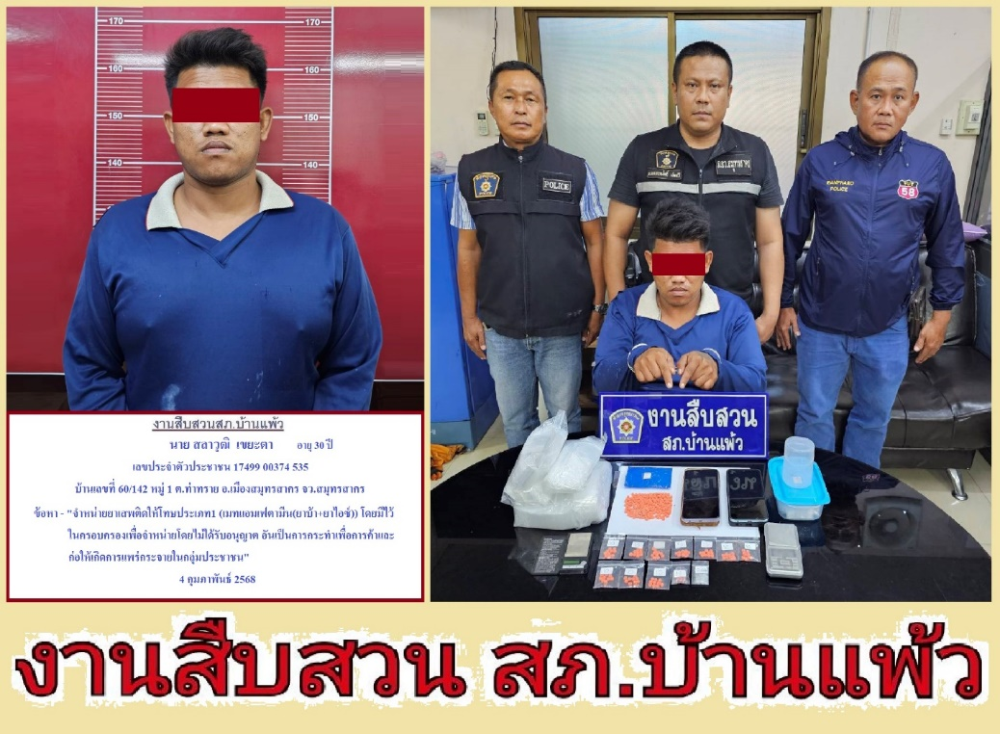 170
160
150
140
170
160
150
140
งานสืบสวนสภ.บ้านแพ้ว
นาย สลาวุฒิ เขยะตา อายุ 30 ปี
เลขประจำตัวประชาชน 17499 00374 535
บ้านเลขที่ 60/142 หมู่ 1 ต.ท่าทราย อ.เมืองสมุทรสาคร จว.สมุทรสาคร
ข้อหา - "จำหน่ายยาเสพติดให้โทษประเภท1 (เมทแอมเฟตามีน(ยาบ้า+ยาไอซ์)) โดยมีไว้
ในครอบครองเพื่อจำหน่ายโดยไม่ได้รับอนุญาต อันเป็นการกระทำเพื่อการค้าและ
ก่อให้เกิดการแพร่กระจายในกลุ่มประชาชน"
4 กุมภาพันธ์ 2568
POLICE
POLICE
58
งานสืบสวน
สภ.บ้านแพ้ว
งานสืบสวน สภ.บ้านแพ้ว